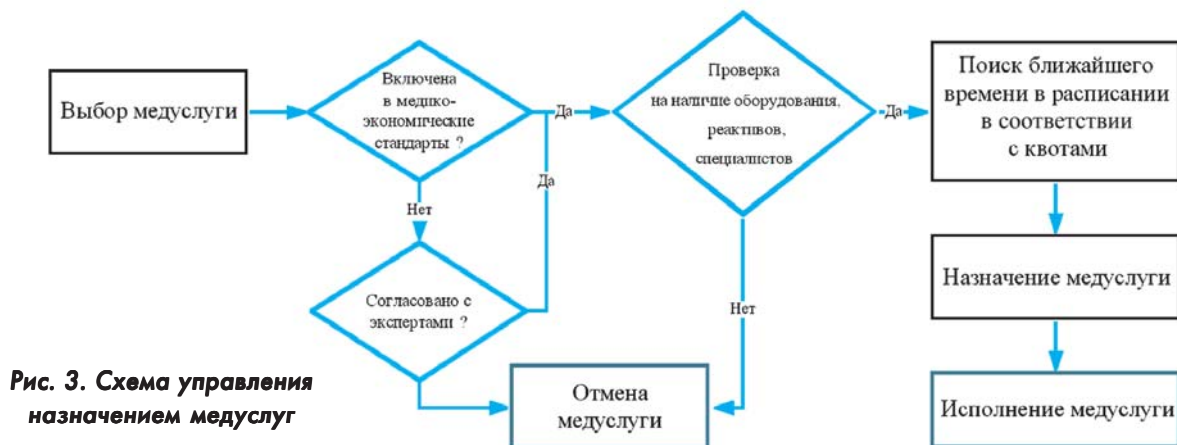 Выбор медуслуги
Включена
в медико-
экономические
стандарты ?
Да
Проверка
на наличие оборудования,
реактивов,
специалистов
Да
Поиск ближайшего
времени в расписании
в соответствии
с квотами
Да
Нет
Согласовано с
экспертами ?
Нет
Назначение медуслуги
Отмена
медуслуги
Исполнение медуслуги
Рис. 3. Схема управления
назначением медуслуг